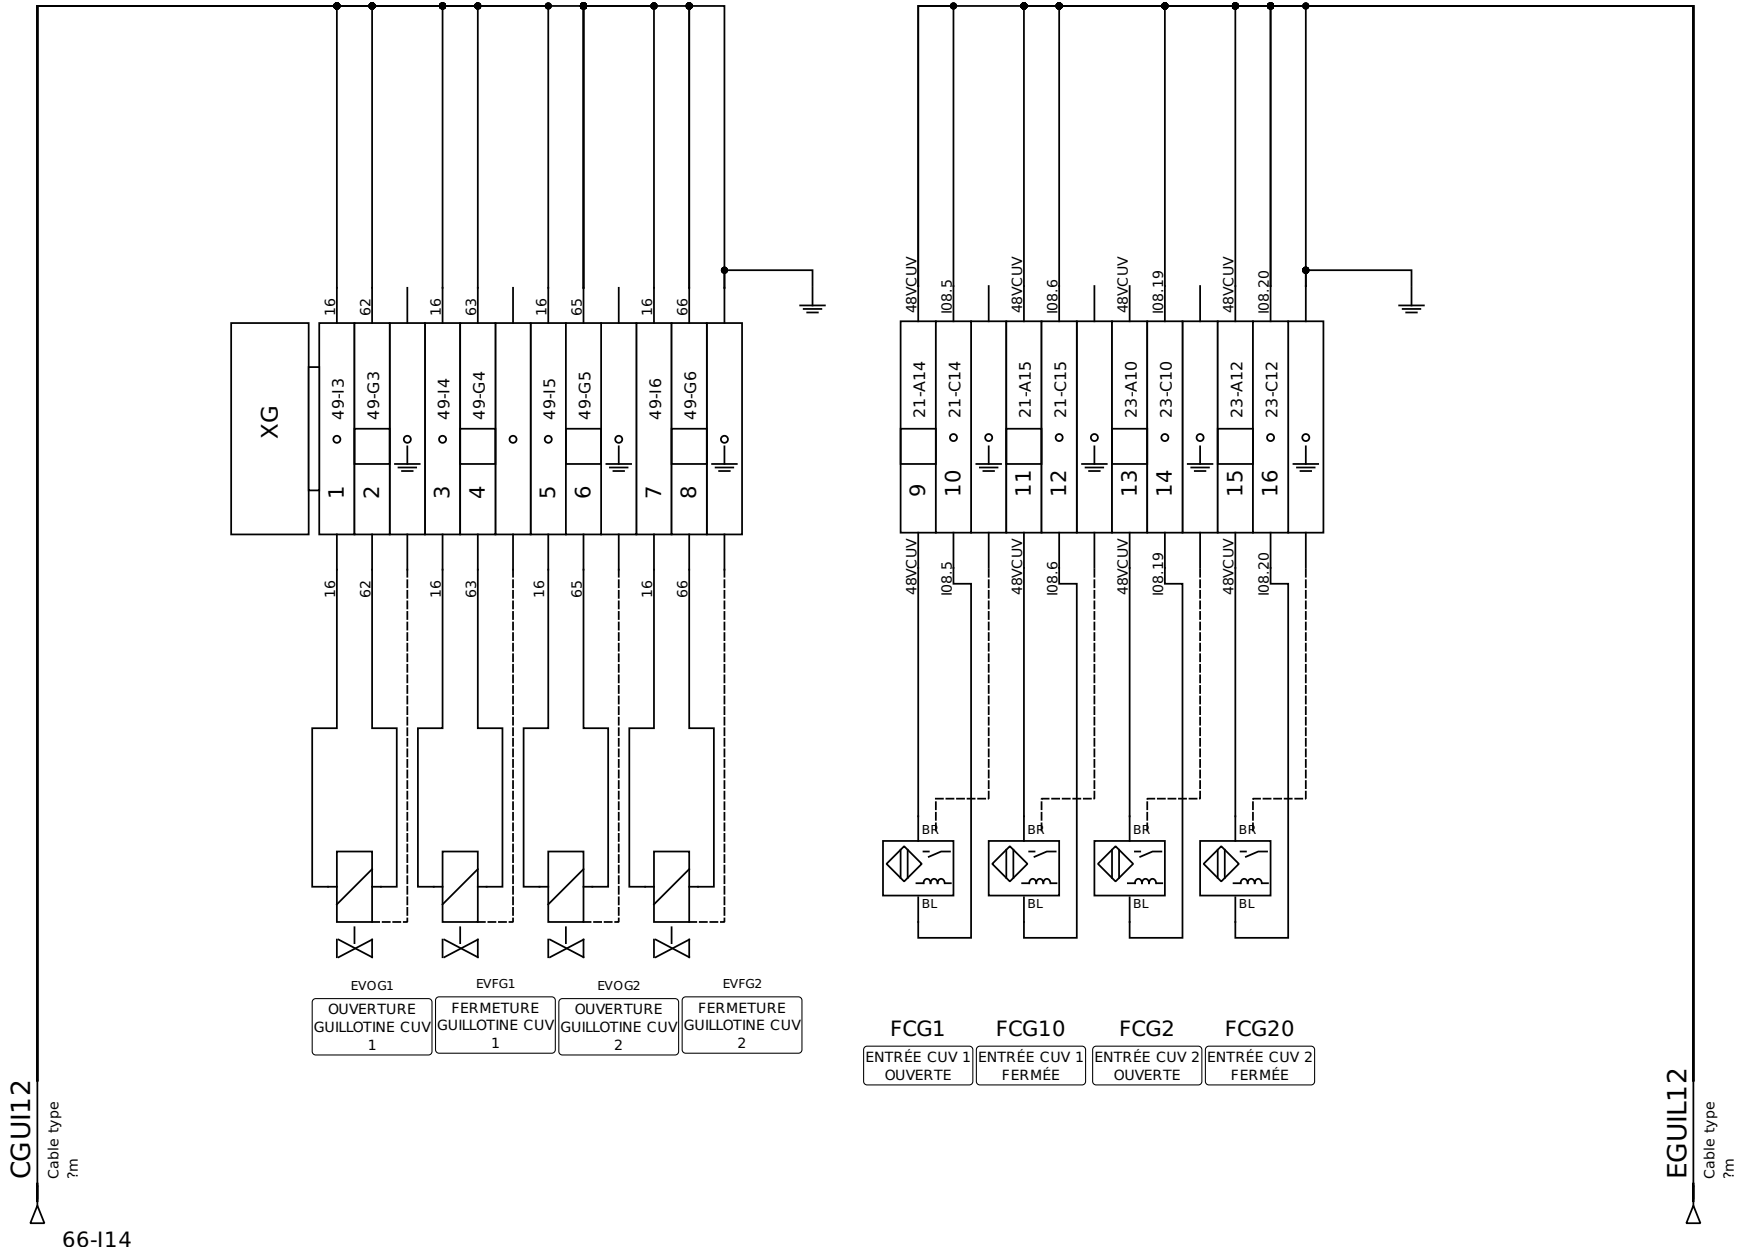 16 62 16 63 16 65 16 66
48VCUV I08.5 48VCUV I08.6 48VCUV I08.19 48VCUV I08.20
XG
49-I3 49-G3 49-I4 49-G4 49-I5 49-G5 49-I6 49-G6
21-A14 21-C14 21-A15 21-C15 23-A10 23-C10 23-A12 23-C12
1 2 3 4 5 6 7 8
9 10 11 12 13 14 15 16
16 62 16 63 16 65 16 66
48VCUV I08.5 48VCUV I08.6 48VCUV I08.19 48VCUV I08.20
BR BR BR BR
BL BL BL BL
EVOG1
OUVERTURE
GUILLOTINE CUV
1
EVFG1
FERMETURE
GUILLOTINE CUV
1
EVOG2
OUVERTURE
GUILLOTINE CUV
2
EVFG2
FERMETURE
GUILLOTINE CUV
2
FCG1
ENTRÉE CUV 1
OUVERTE
FCG10
ENTRÉE CUV 1
FERMÉE
FCG2
ENTRÉE CUV 2
OUVERTE
FCG20
ENTRÉE CUV 2
FERMÉE
CGUI12
Cable type
?m
66-I14
EGUIL12
Cable type
?m